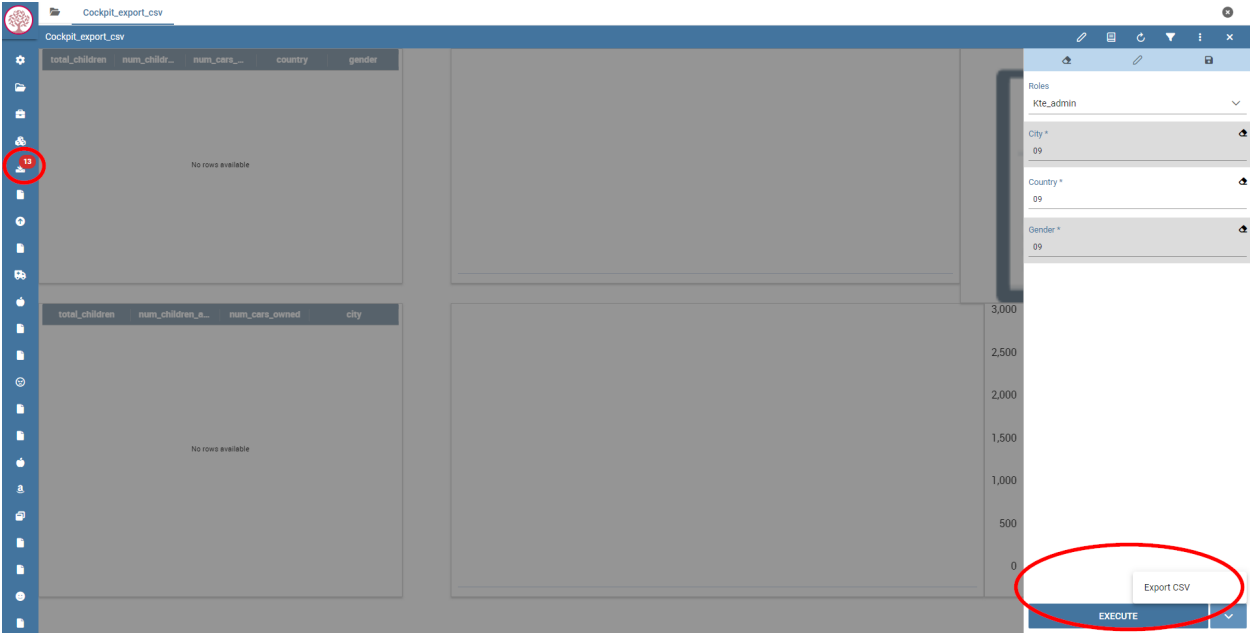 Cockpit_export_csv
Cockpit_export_csv
total_children num_childr... num_cars_... country gender
No rows available
13
total_children num_children_a... num_cars_owned city
No rows available
3,000
2,500
2,000
1,500
1,000
500
0
Roles
Kte_admin
City *
09
Country *
09
Gender *
09
Export CSV
EXECUTE